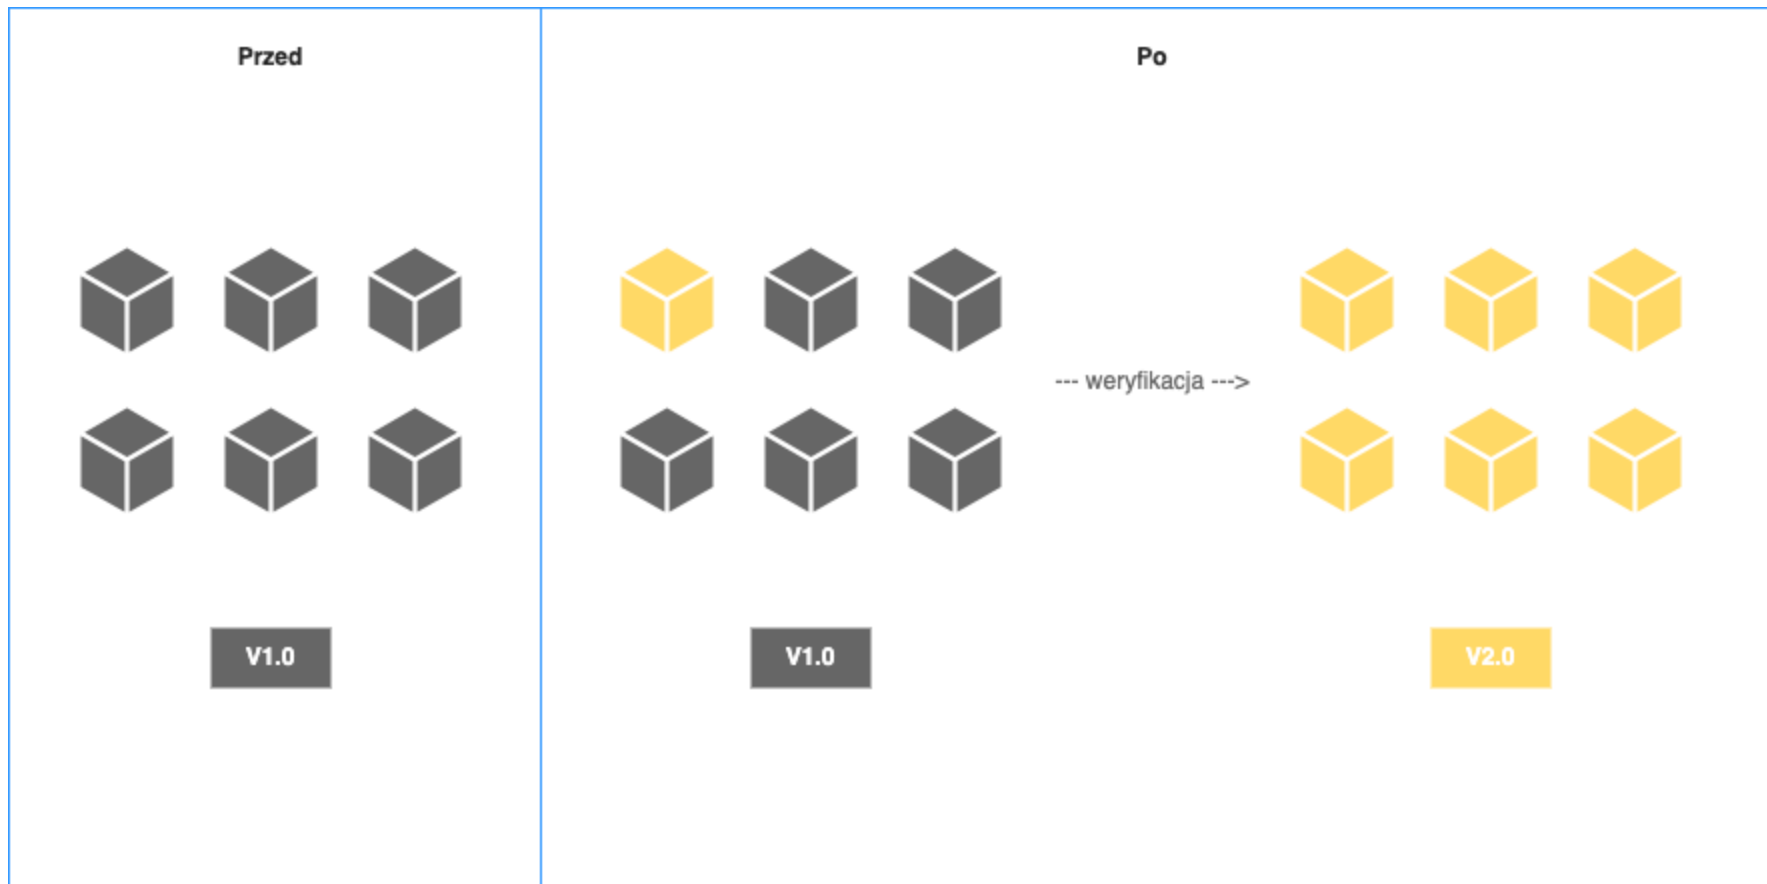 Przed
Po
--- weryfikacja --->
V1.0
V1.0
V2.0